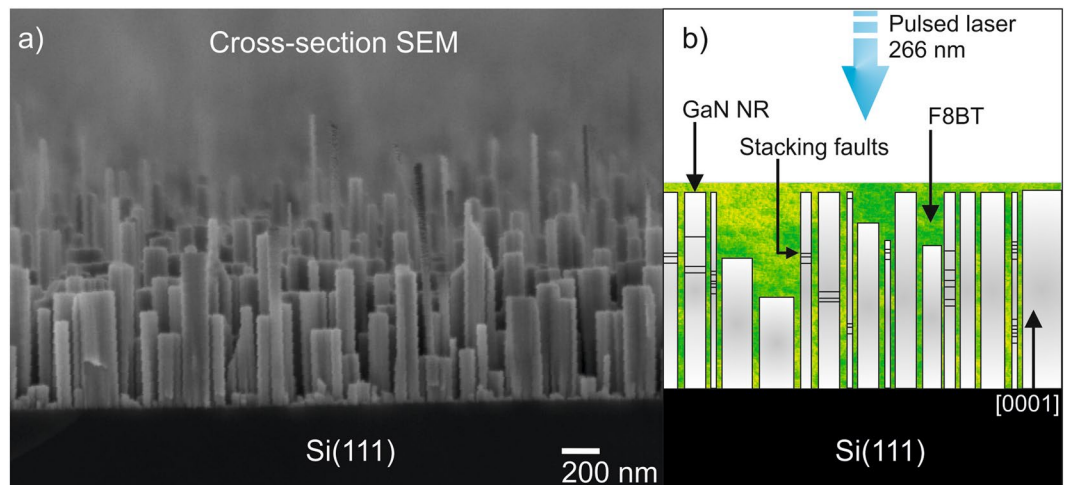 a)
Cross-section SEM
Si(111)
200 nm
b)
Pulsed laser
266 nm
GaN NR
F8BT
Stacking faults
[0001]
Si(111)